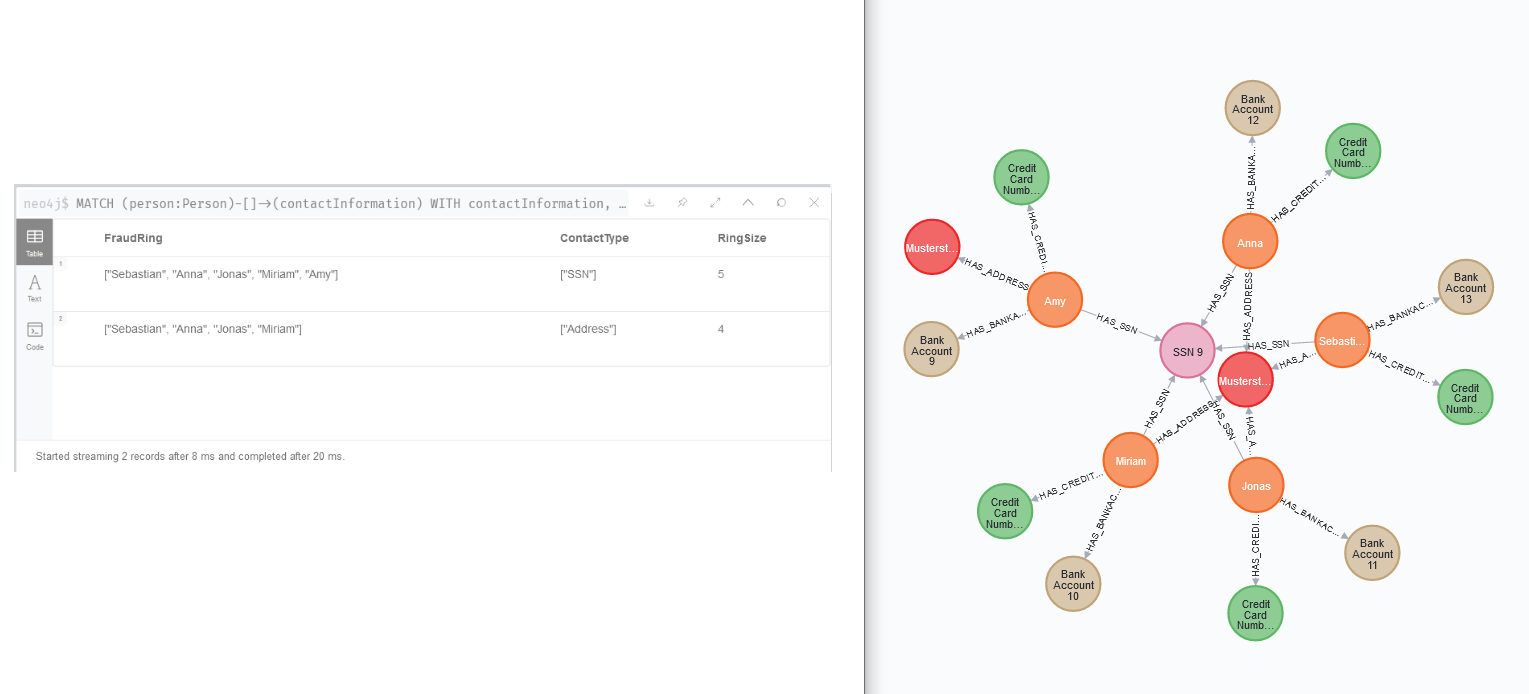 neo4j$ MATCH (person:Person)-[]->(contactInformation) WITH contactInformation, …
Table
Text
Code
FraudRing ContactType RingSize
1
["Sebastian", "Anna", "Jonas", "Miriam", "Amy"] ["SSN"] 5
2
["Sebastian", "Anna", "Jonas", "Miriam"] ["Address"] 4
Started streaming 2 records after 8 ms and completed after 20 ms.
Bank
Account
12
Credit
Card
Numb…
HAS_BANKA…
HAS_CREDIT…
Anna
HAS_SSN
HAS_ADDRESS
Credit
Card
Numb…
HAS_CREDI…
Musterst…
HAS_ADDRESS
Amy
HAS_SSN
HAS_BANKA…
Bank
Account
9
SSN 9
Musterst…
HAS_SSN
HAS_A…
Sebasti…
HAS_BANKAC…
Bank
Account
13
HAS_CREDIT…
Credit
Card
Numb…
HAS_SSN
HAS_ADDRESS
Miriam
HAS_CREDIT…
Credit
Card
Numb…
HAS_BANKAC…
Bank
Account
10
HAS_SSN
HAS_A…
Jonas
HAS_BANKAC…
Bank
Account
11
HAS_CREDI…
Credit
Card
Numb…